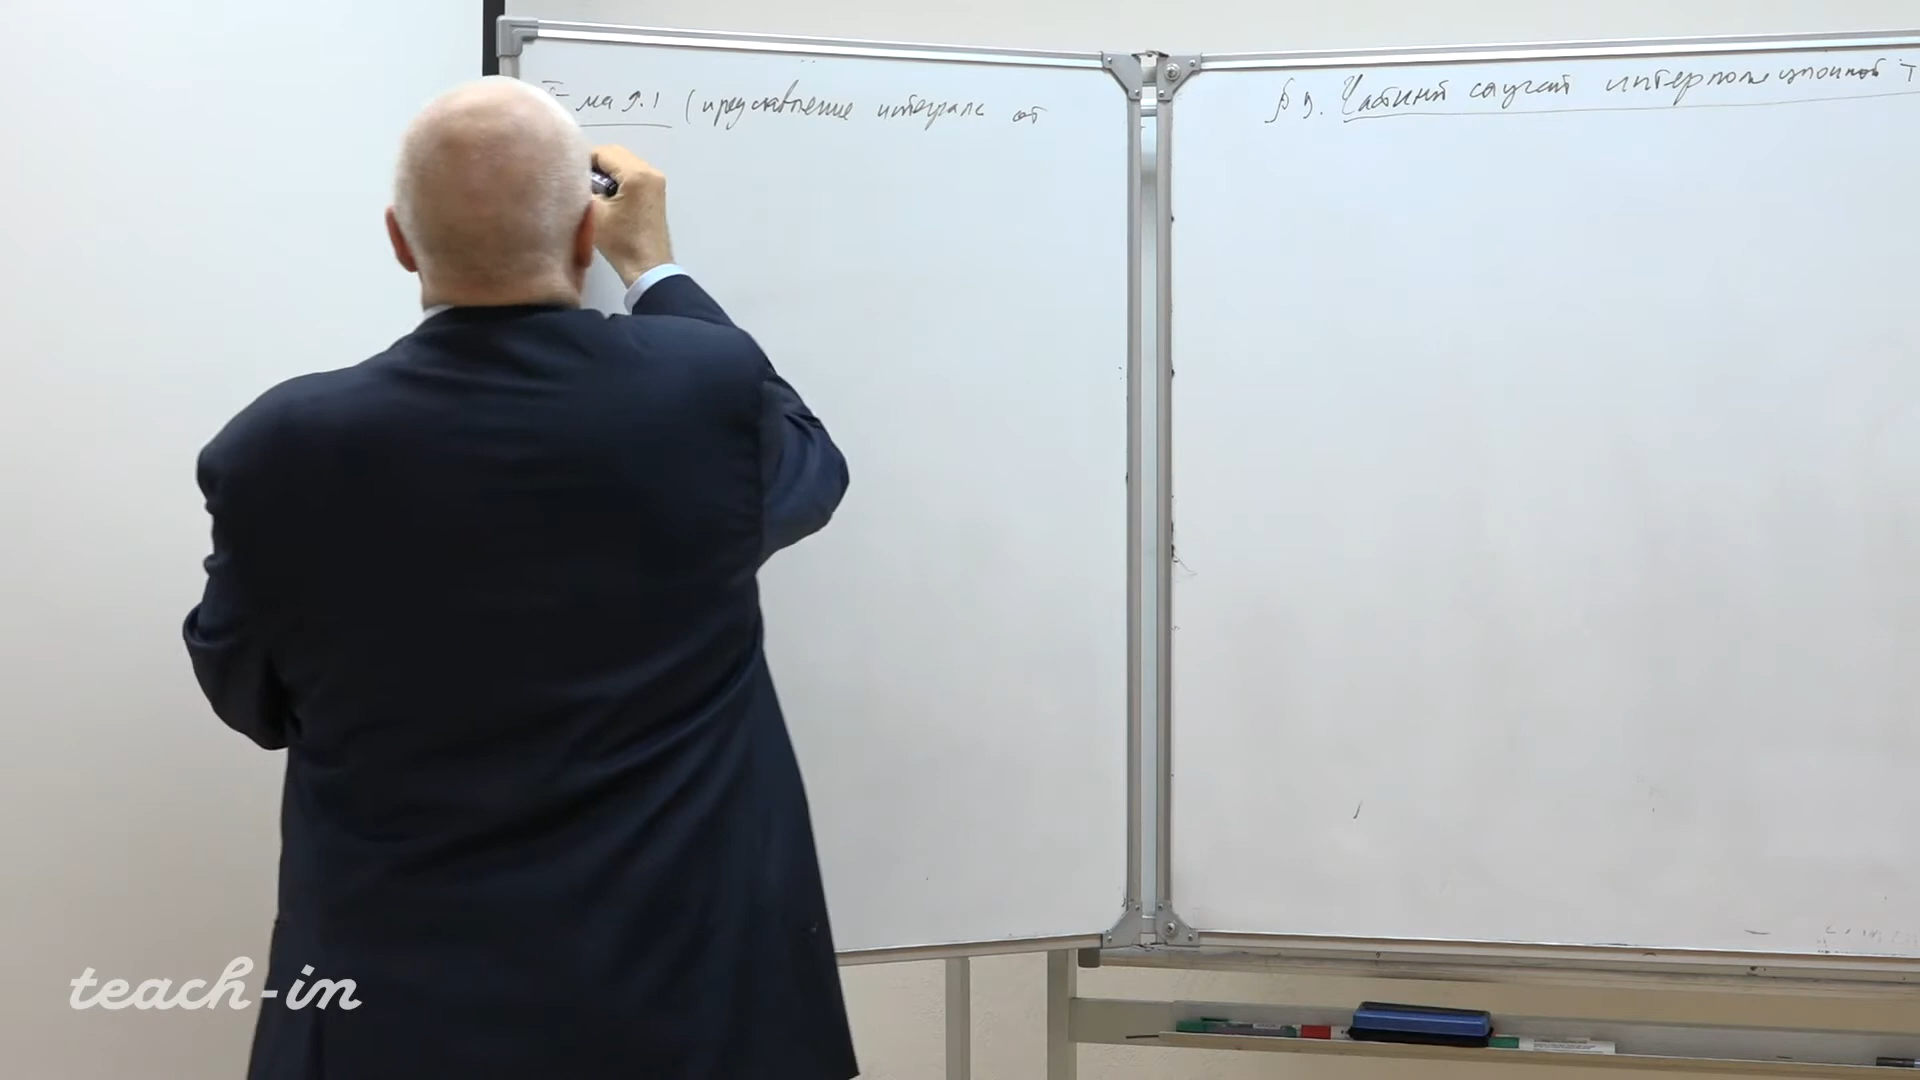 Т-ма 9.1 (представление интеграла от
§ 9. Частный случай интерполяционной т
teach-in